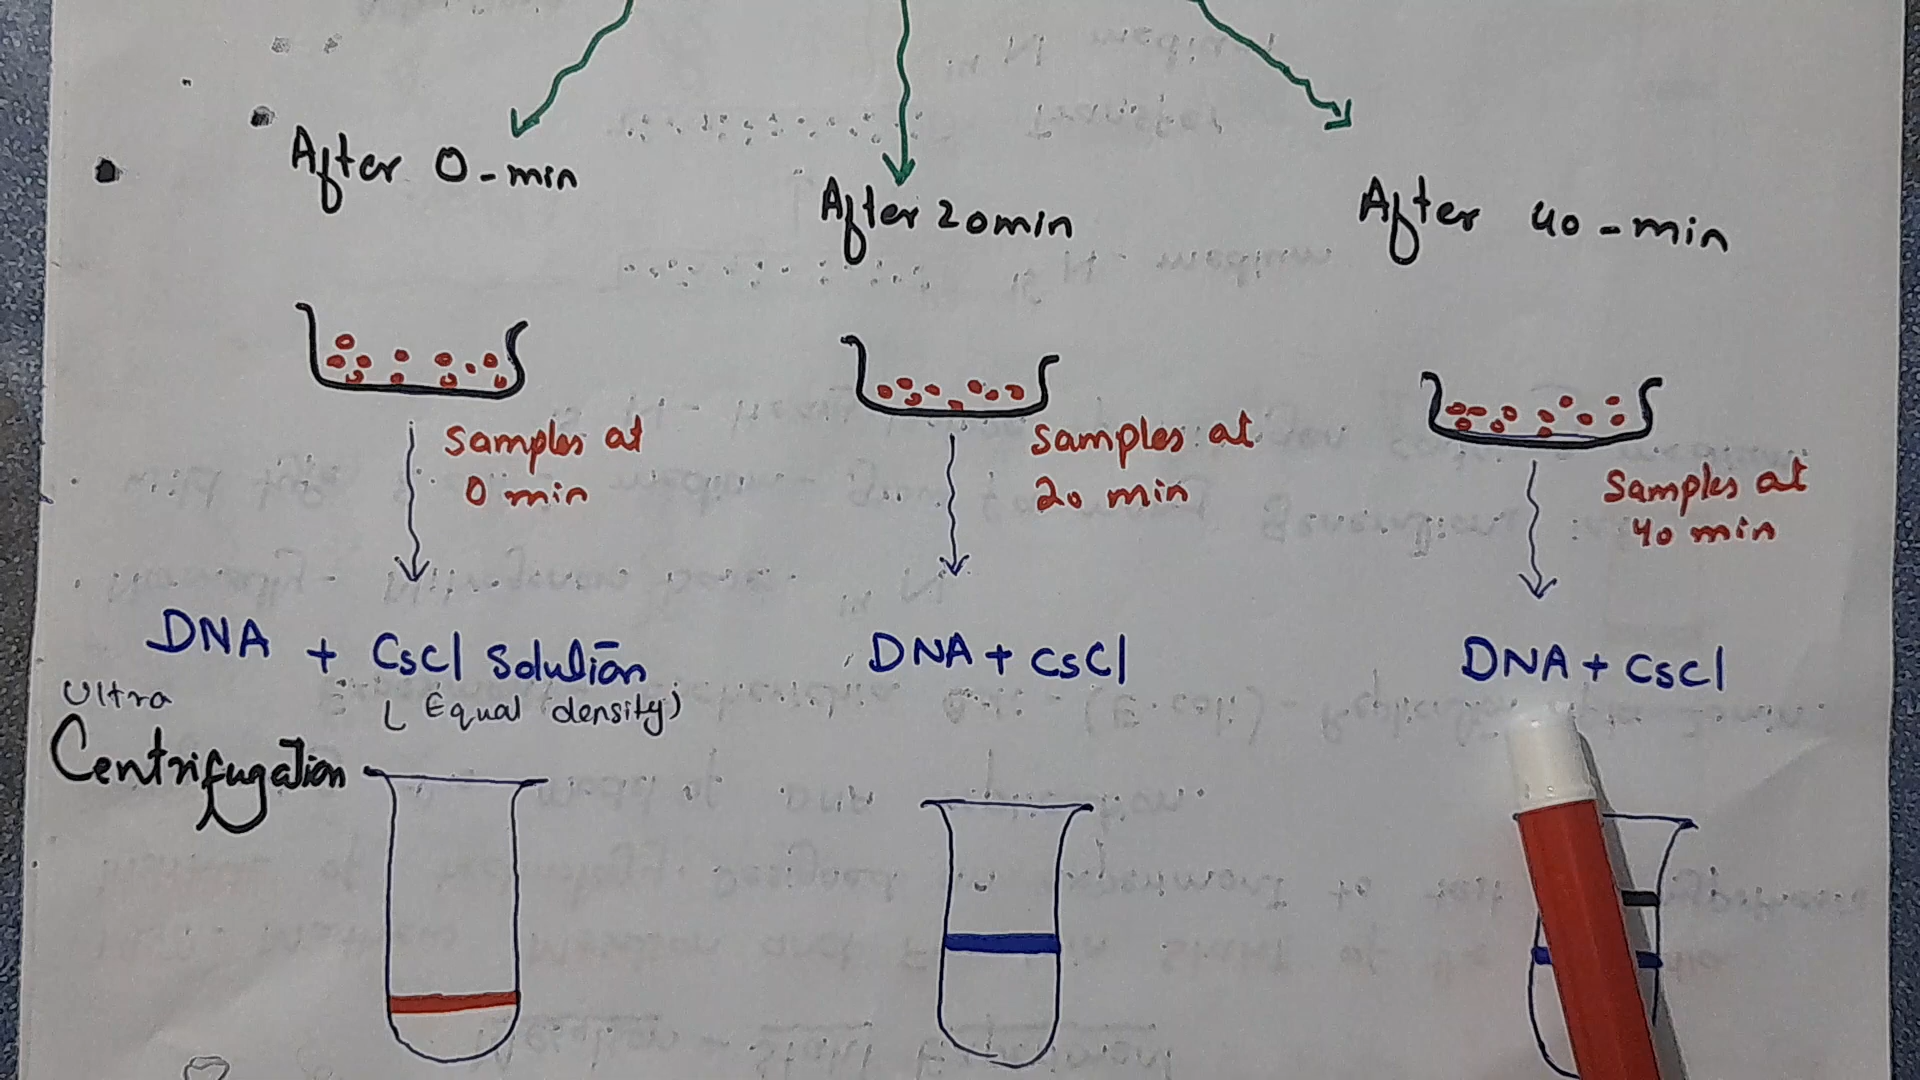 After 0-min
After 20min
After 40-min
Samples at
0 min
Samples at
20 min
Samples at
40 min
DNA + CsCl Solution
( Equal density)
DNA + CsCl
DNA + CsCl
Ultra
Centrifugation